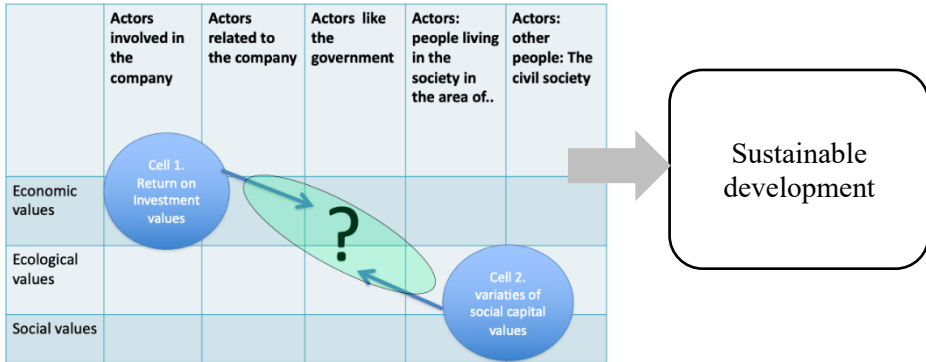 Actors
involved in
the
company
Actors
related to
the company
Actors like
the
government
Actors:
people living
in the
society in
the area of..
Actors:
other
people: The
civil society
Cell 1.
Return on
Investment
values
Economic
values
?
Ecological
values
Cell 2.
variaties of
social capital
values
Social values
Sustainable
development